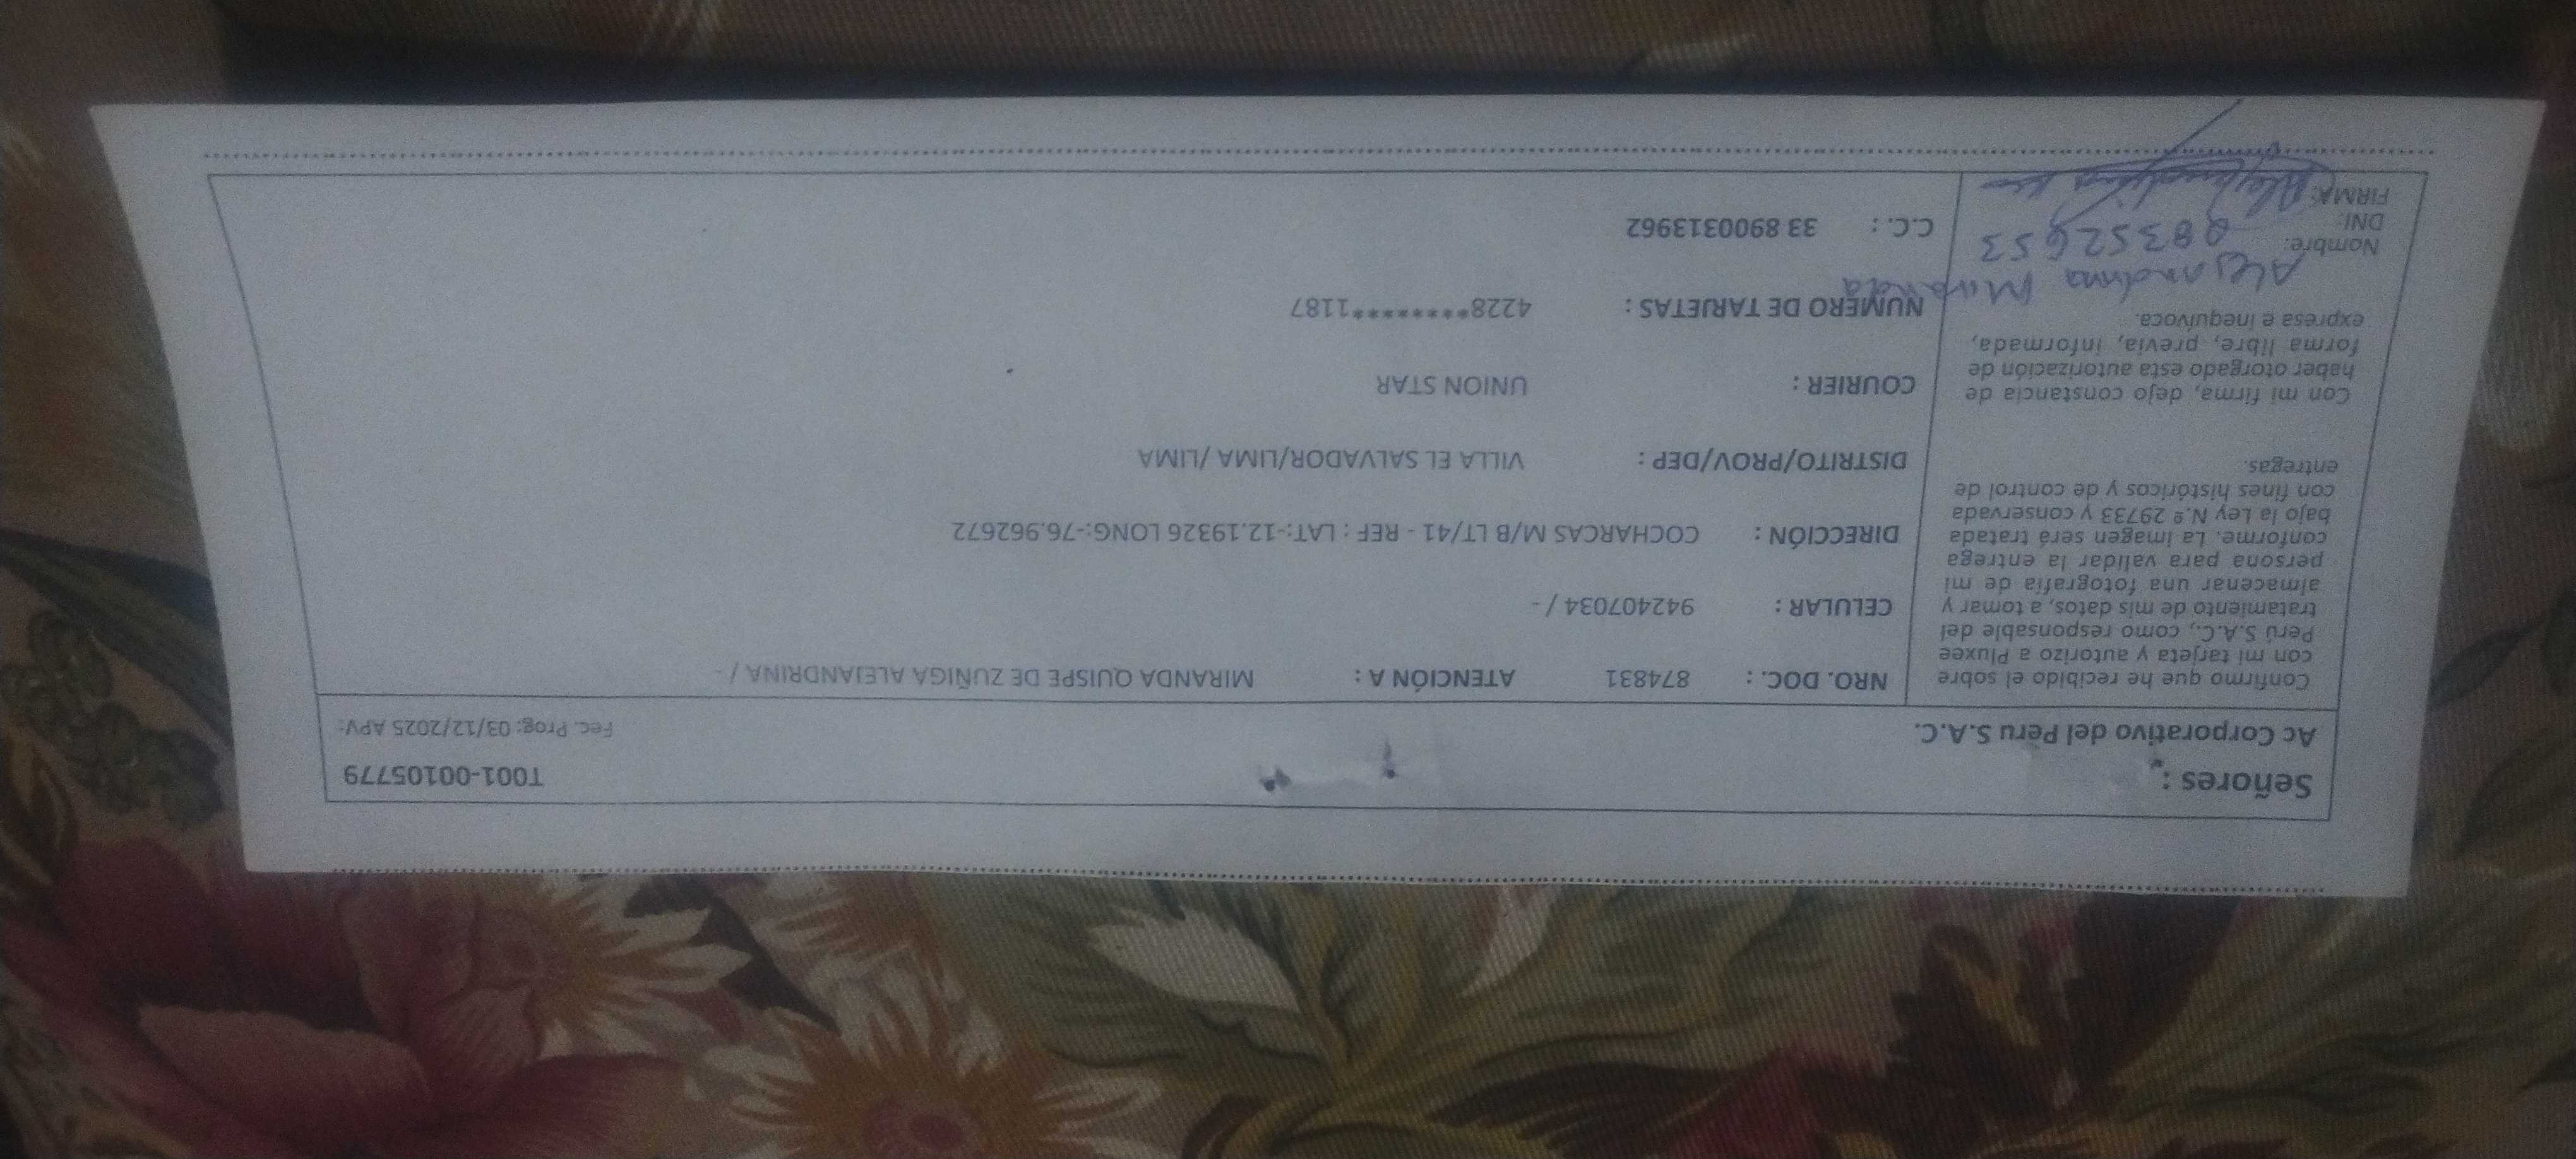 Señores :
T001-00105779
Ac Corporativo del Peru S.A.C.
Fec. Prog: 03/12/2025 APV:
Confirmo que he recibido el sobre
con mi tarjeta y autorizo a Pluxee
Perú S.A.C., como responsable del
tratamiento de mis datos, a tomar y
almacenar una fotografía de mi
persona para validar la entrega
conforme. La imagen será tratada
bajo la Ley N.º 29733 y conservada
con fines históricos y de control de
entregas.
Con mi firma, dejo constancia de
haber otorgado esta autorización de
forma libre, previa, informada,
expresa e inequívoca.
Nombre: Alejandrina Miranda
DNI: 08352653
FIRMA:
NRO. DOC. : 874831 ATENCIÓN A : MIRANDA QUISPE DE ZUÑIGA ALEJANDRINA / -
CELULAR : 942407034 / -
DIRECCIÓN : COCHARCAS M/B LT/41 - REF : LAT:-12.19326 LONG:-76.962672
DISTRITO/PROV/DEP : VILLA EL SALVADOR/LIMA /LIMA
COURIER : UNION STAR
NUMERO DE TARJETAS : 4228*********1187
C.C. : 33 8900313962